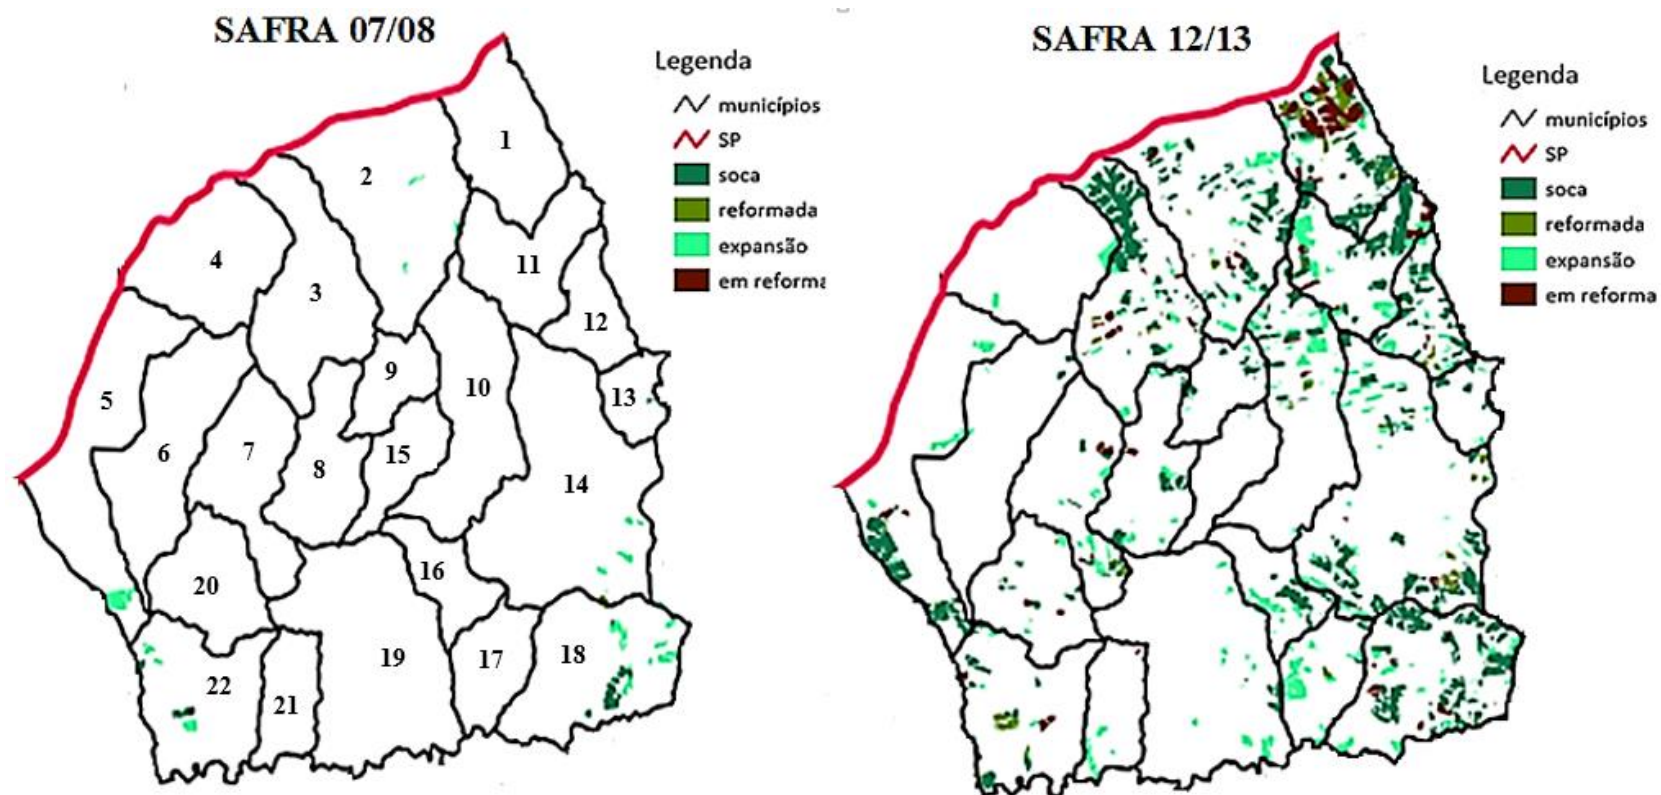 SAFRA 07/08
Legenda
municípios
SP
soca
reformada
expansão
em reforma
1
2
3
4
5
6
7
8
9
10
11
12
13
14
15
16
17
18
19
20
21
22
SAFRA 12/13
Legenda
municípios
SP
soca
reformada
expansão
em reforma